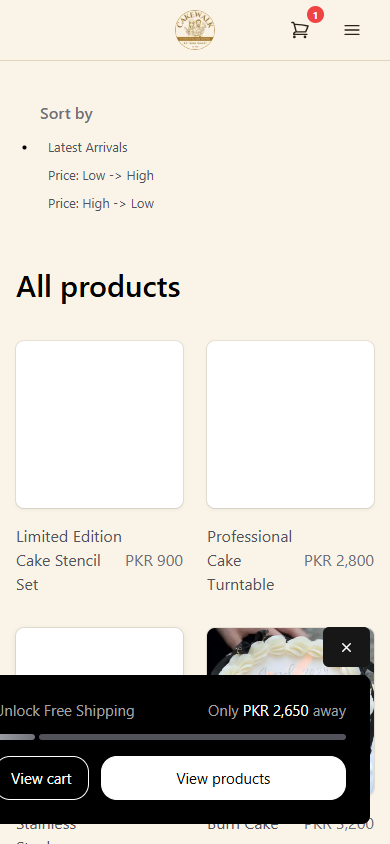 CAKEWALK
1
Sort by
Latest Arrivals
Price: Low -> High
Price: High -> Low
All products
Limited Edition
Cake Stencil
Set
PKR 900
Professional
Cake
Turntable
PKR 2,800
Unlock Free Shipping
Only PKR 2,650 away
View cart
View products
Stainless
Burn Cake
PKR 3,200